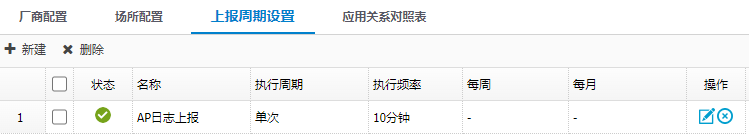 厂商配置 场所配置 上报周期设置 应用关系对照表
新建 删除
状态 名称 执行周期 执行频率 每周 每月 操作
1 AP日志上报 单次 10分钟 - -